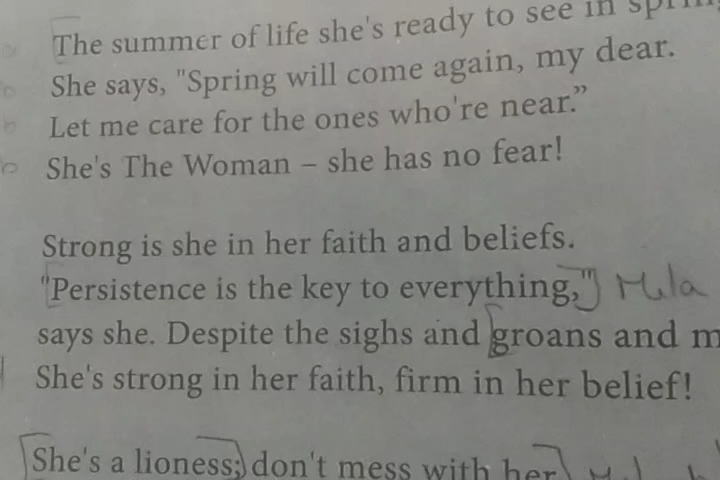 The summer of life she's ready to see in
She says, "Spring will come again, my dear.
Let me care for the ones who're near."
She's The Woman – she has no fear!
Strong is she in her faith and beliefs.
"Persistence is the key to everything,"
says she. Despite the sighs and groans and
She's strong in her faith, firm in her belief!
She's a lioness; don't mess with her